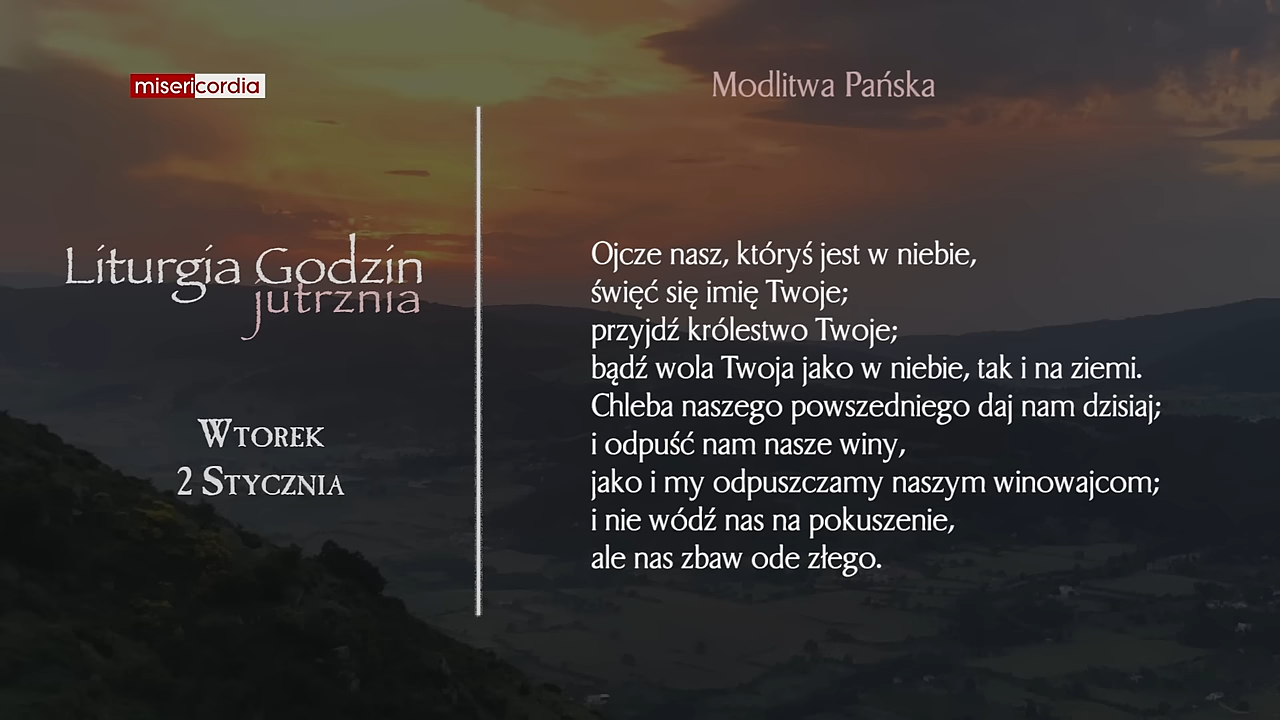 misericordia
Liturgia Godzin
jutrznia
Wtorek
2 Stycznia
Modlitwa Pańska
Ojcze nasz, któryś jest w niebie,
święć się imię Twoje;
przyjdź królestwo Twoje;
bądź wola Twoja jako w niebie, tak i na ziemi.
Chleba naszego powszedniego daj nam dzisiaj;
i odpuść nam nasze winy,
jako i my odpuszczamy naszym winowajcom;
i nie wódź nas na pokuszenie,
ale nas zbaw ode złego.